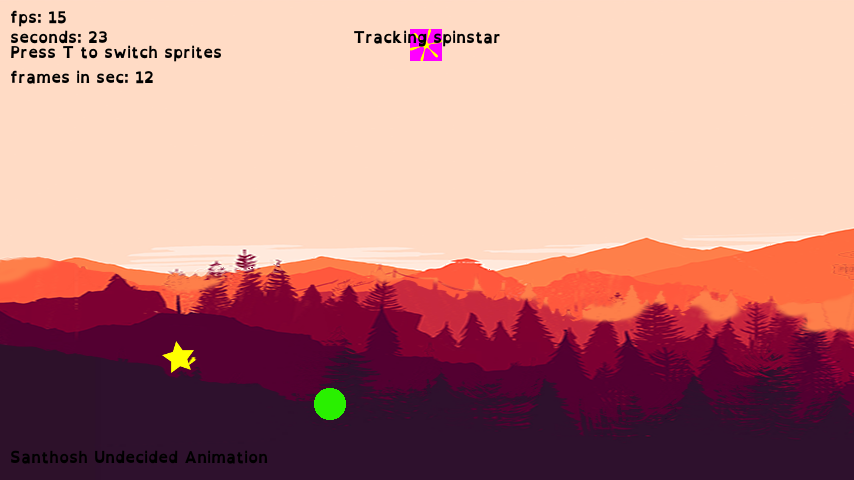 fps: 15
seconds: 23
Press T to switch sprites
frames in sec: 12
Tracking spinstar
Santhosh Undecided Animation